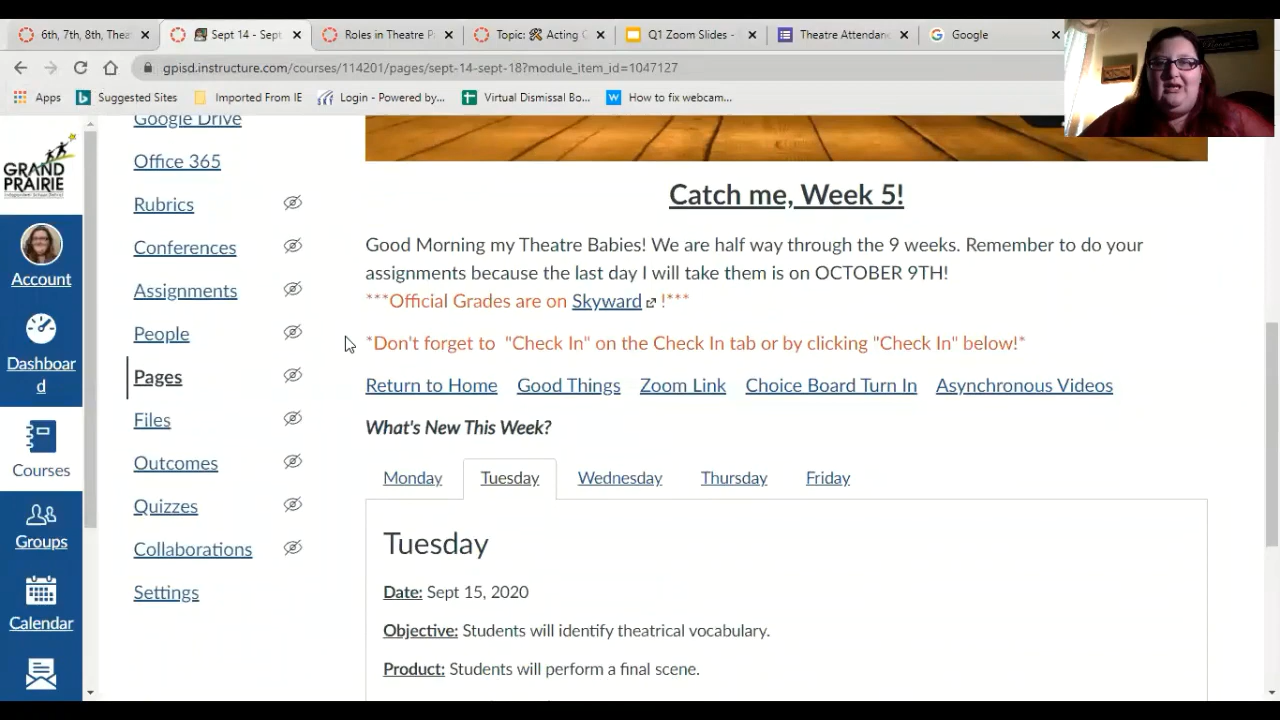 6th, 7th, 8th, Thea
Sept 14 - Sept
Roles in Theatre P
Topic: 🛠 Acting C
Q1 Zoom Slides -
Theatre Attendanc
Google
gpisd.instructure.com/courses/114201/pages/sept-14-sept-18?module_item_id=1047127
Apps
Suggested Sites
Imported From IE
Login - Powered by...
Virtual Dismissal Bo...
How to fix webcam...
GRAND
PRAIRIE
Account
Dashboar
d
Courses
Groups
Calendar
Google Drive
Office 365
Rubrics
Conferences
Assignments
People
Pages
Files
Outcomes
Quizzes
Collaborations
Settings
Catch me, Week 5!
Good Morning my Theatre Babies! We are half way through the 9 weeks. Remember to do your
assignments because the last day I will take them is on OCTOBER 9TH!
***Official Grades are on Skyward !***
*Don't forget to "Check In" on the Check In tab or by clicking "Check In" below!*
Return to Home Good Things Zoom Link Choice Board Turn In Asynchronous Videos
What's New This Week?
Monday Tuesday Wednesday Thursday Friday
Tuesday
Date: Sept 15, 2020
Objective: Students will identify theatrical vocabulary.
Product: Students will perform a final scene.